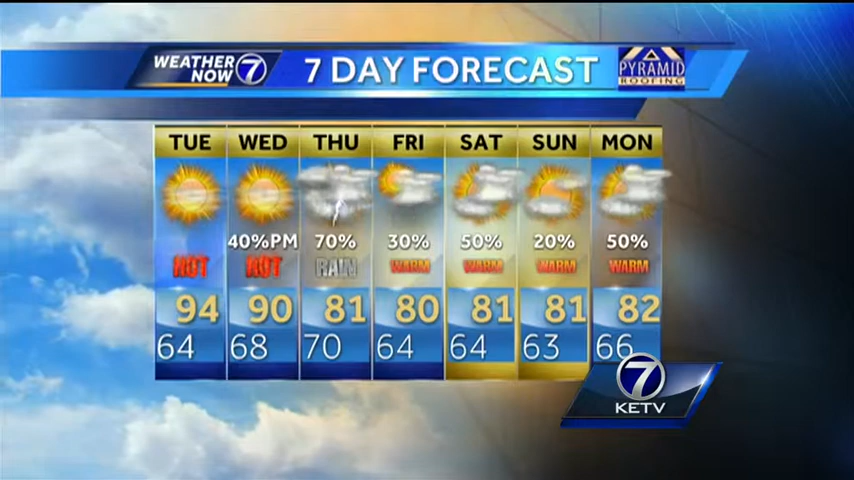 WEATHER
NOW 7
7 DAY FORECAST
PYRAMID
ROOFING
TUE WED THU FRI SAT SUN MON
40%PM 70% 30% 50% 20% 50%
HOT HOT RAIN WARM WARM WARM WARM
94 90 81 80 81 81 82
64 68 70 64 64 63 66
7
KETV